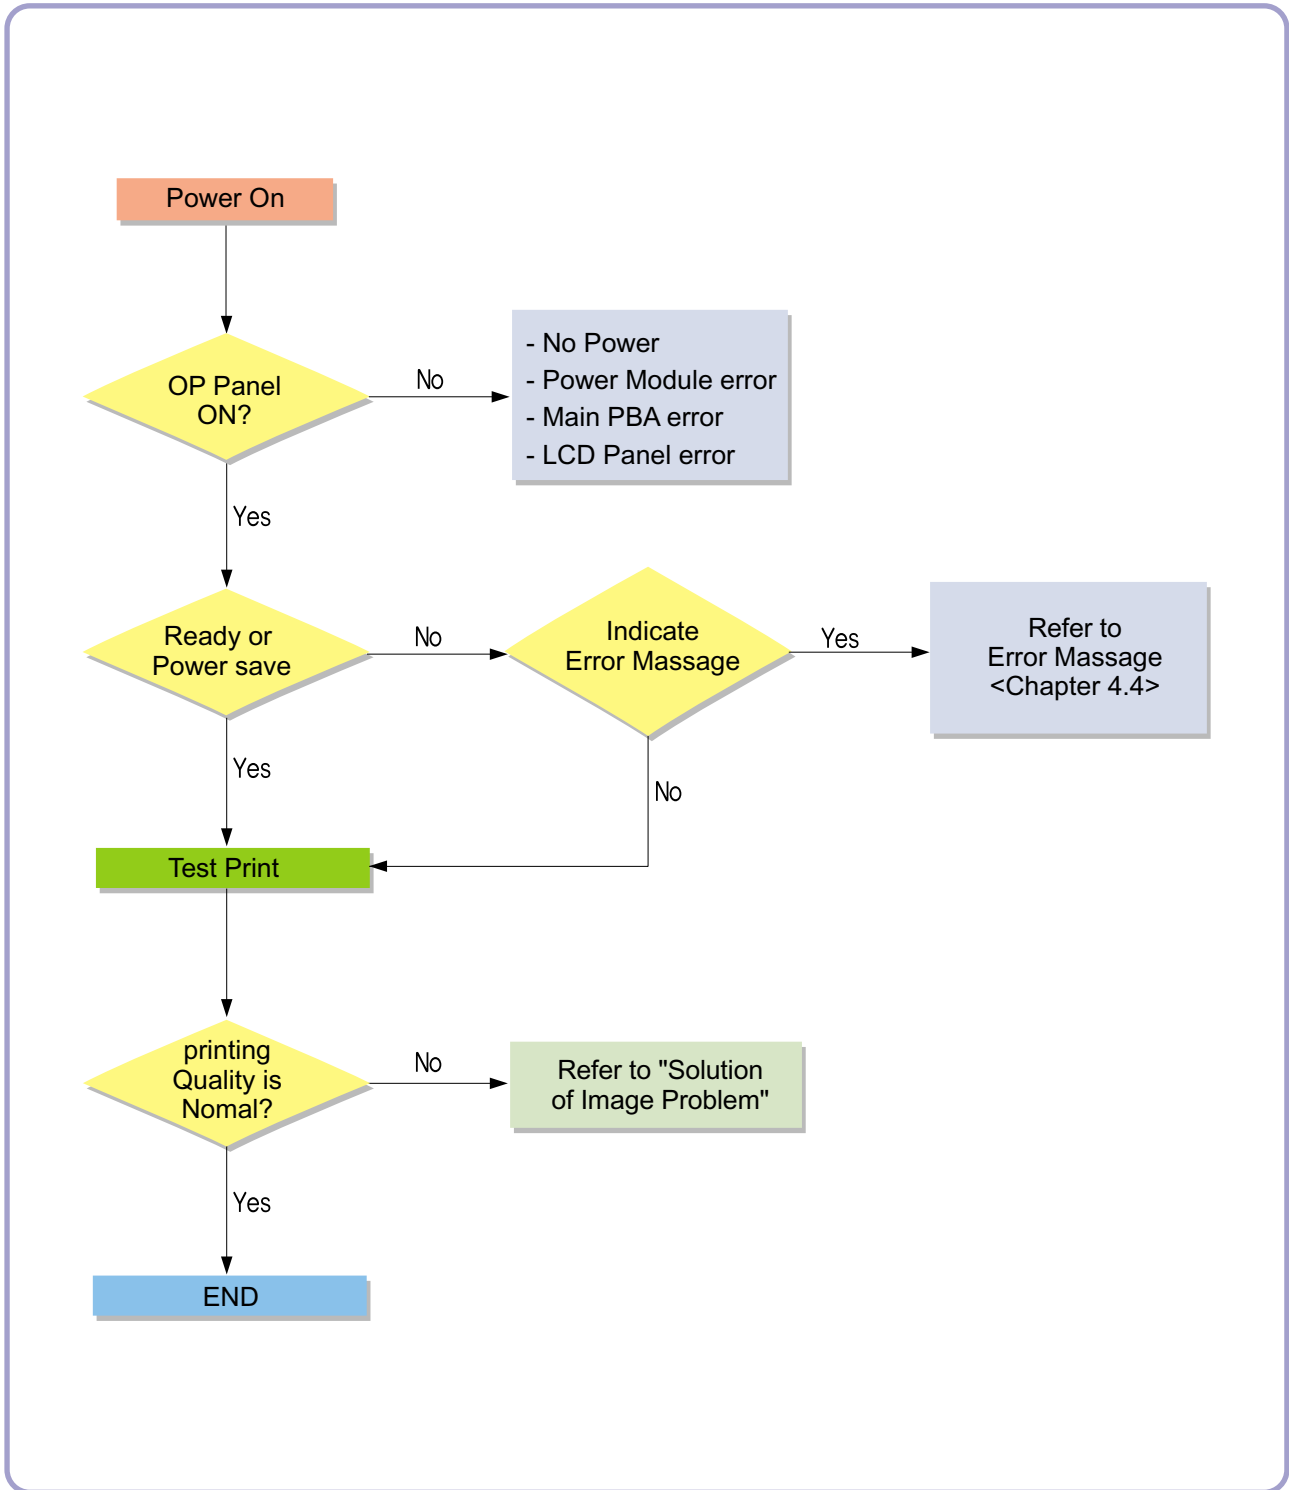 Power On
OP Panel
ON?
No
- No Power
- Power Module error
- Main PBA error
- LCD Panel error
Yes
Ready or
Power save
No
Indicate
Error Massage
Yes
Refer to
Error Massage
<Chapter 4.4>
Yes
No
Test Print
printing
Quality is
Nomal?
No
Refer to "Solution
of Image Problem"
Yes
END